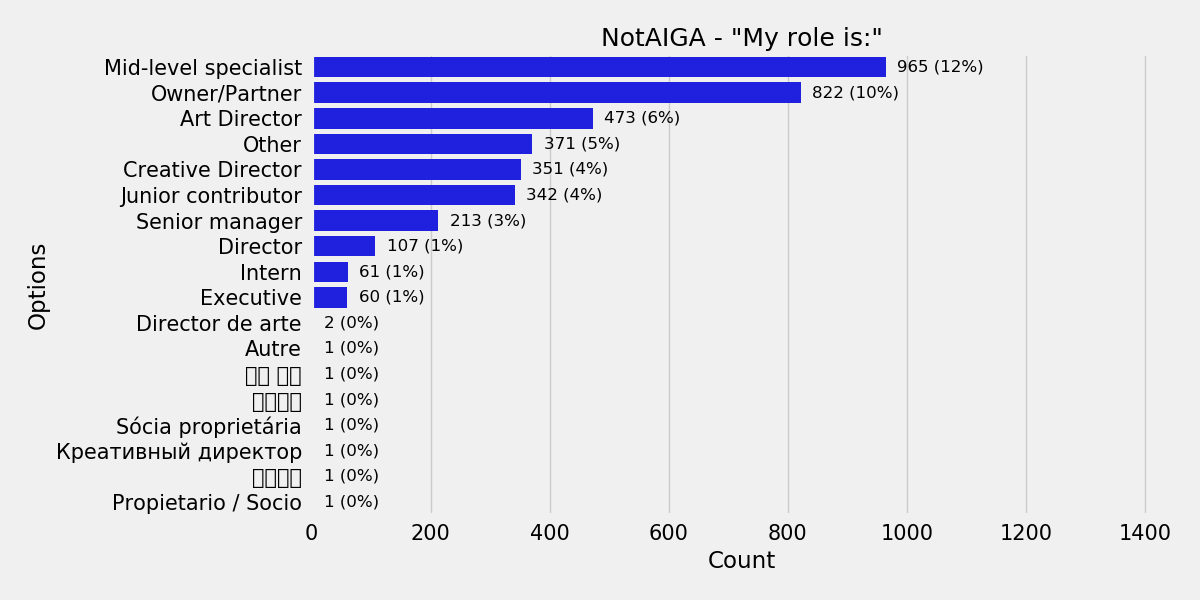 NotAIGA - "My role is:"
Mid-level specialist 965 (12%)
Owner/Partner 822 (10%)
Art Director 473 (6%)
Other 371 (5%)
Creative Director 351 (4%)
Junior contributor 342 (4%)
Senior manager 213 (3%)
Director 107 (1%)
Intern 61 (1%)
Executive 60 (1%)
Director de arte 2 (0%)
Autre 1 (0%)
1 (0%)
1 (0%)
Sócia proprietária 1 (0%)
Креативный директор 1 (0%)
1 (0%)
Propietario / Socio 1 (0%)
0 200 400 600 800 1000 1200 1400
Count
Options